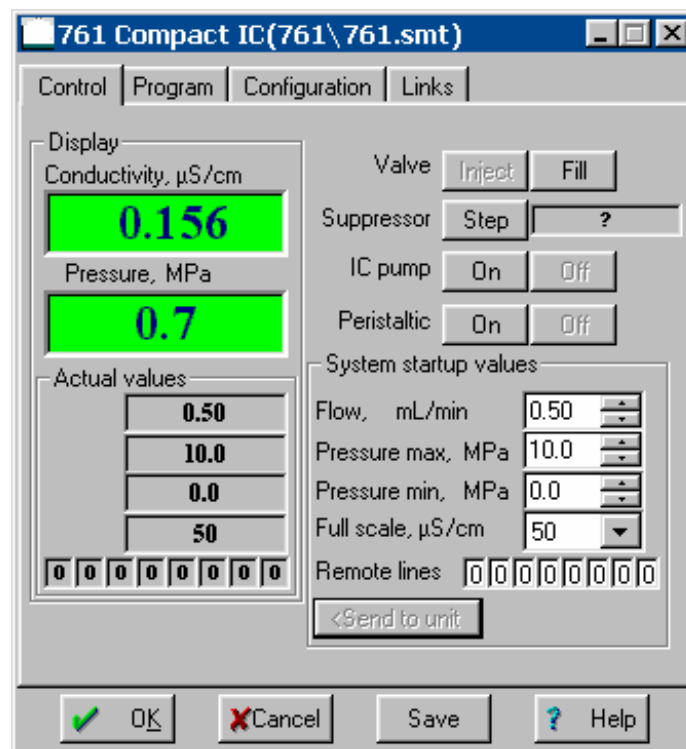 761 Compact IC(761\761.smt)
Control Program Configuration Links
Display
Conductivity, µS/cm
0.156
Pressure, MPa
0.7
Actual values
0.50
10.0
0.0
50
0 0 0 0 0 0 0 0
Valve Inject Fill
Suppressor Step ?
IC pump On Off
Peristaltic On Off
System startup values
Flow, mL/min 0.50
Pressure max, MPa 10.0
Pressure min, MPa 0.0
Full scale, µS/cm 50
Remote lines 0 0 0 0 0 0 0 0
<Send to unit
OK Cancel Save ? Help